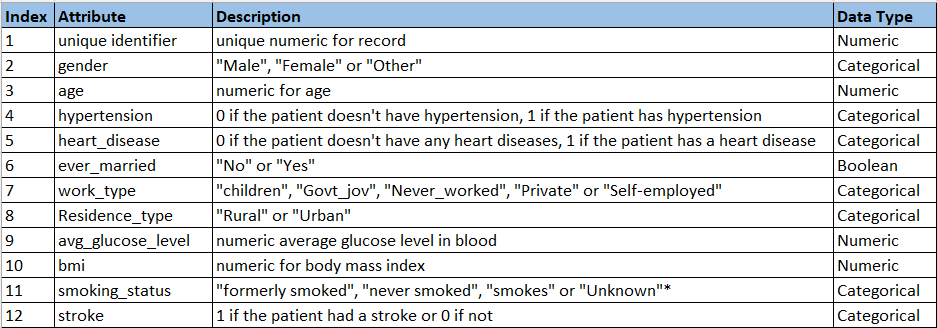 Index Attribute Description Data Type
1 unique identifier unique numeric for record Numeric
2 gender "Male", "Female" or "Other" Categorical
3 age numeric for age Numeric
4 hypertension 0 if the patient doesn't have hypertension, 1 if the patient has hypertension Categorical
5 heart_disease 0 if the patient doesn't have any heart diseases, 1 if the patient has a heart disease Categorical
6 ever_married "No" or "Yes" Boolean
7 work_type "children", "Govt_jov", "Never_worked", "Private" or "Self-employed" Categorical
8 Residence_type "Rural" or "Urban" Categorical
9 avg_glucose_level numeric average glucose level in blood Numeric
10 bmi numeric for body mass index Numeric
11 smoking_status "formerly smoked", "never smoked", "smokes" or "Unknown"* Categorical
12 stroke 1 if the patient had a stroke or 0 if not Categorical